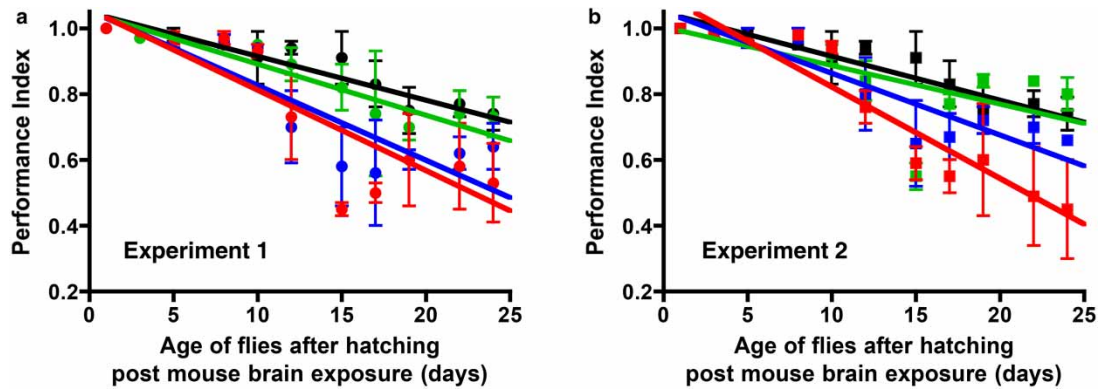 a
1.0
0.8
0.6
0.4
0.2
Performance Index
Experiment 1
0 5 10 15 20 25
Age of flies after hatching
post mouse brain exposure (days)
b
1.0
0.8
0.6
0.4
0.2
Performance Index
Experiment 2
0 5 10 15 20 25
Age of flies after hatching
post mouse brain exposure (days)